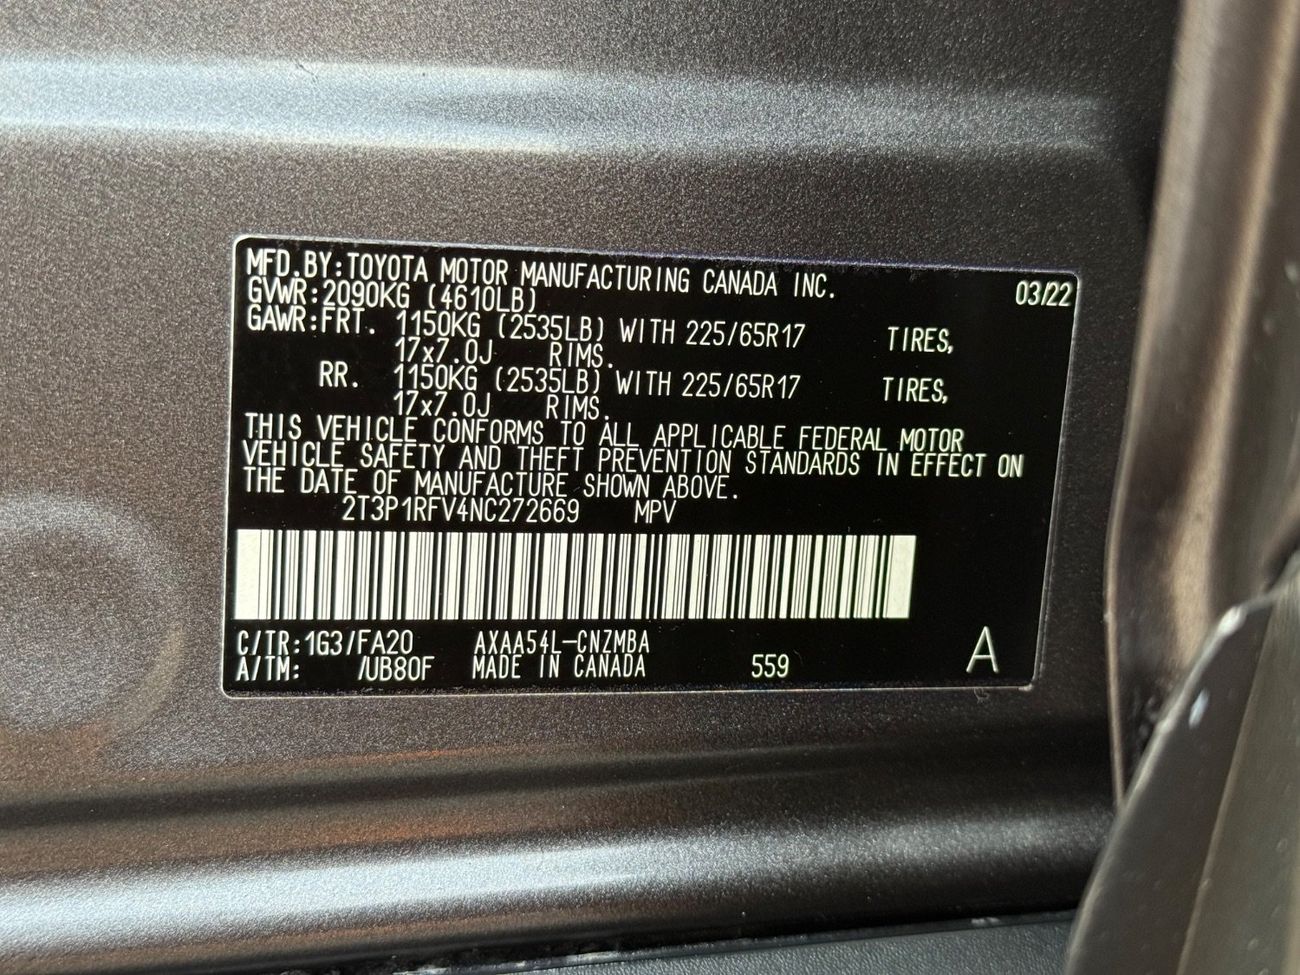 MFD.BY:TOYOTA MOTOR MANUFACTURING CANADA INC. 03/22
GVWR:2090KG (4610LB)
GAWR:FRT. 1150KG (2535LB) WITH 225/65R17 TIRES,
17x7.0J RIMS.
RR. 1150KG (2535LB) WITH 225/65R17 TIRES,
17x7.0J RIMS.
THIS VEHICLE CONFORMS TO ALL APPLICABLE FEDERAL MOTOR
VEHICLE SAFETY AND THEFT PREVENTION STANDARDS IN EFFECT ON
THE DATE OF MANUFACTURE SHOWN ABOVE.
2T3P1RFV4NC272669 MPV
C/TR:1G3/FA20 AXAA54L-CNZMBA
A/TM: /UB80F MADE IN CANADA 559 A